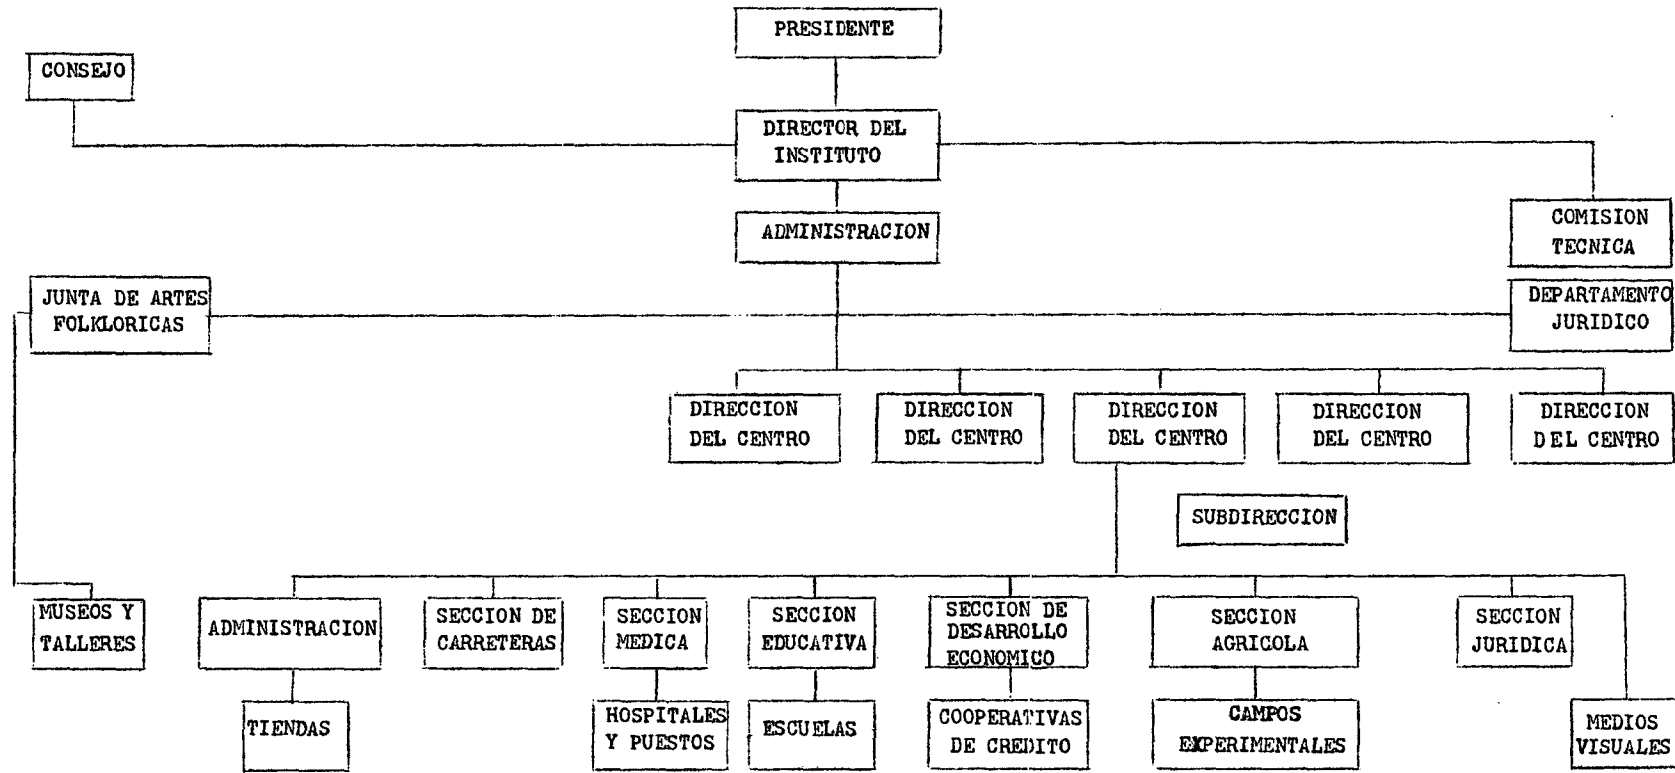 PRESIDENTE
CONSEJO
DIRECTOR DEL
INSTITUTO
ADMINISTRACION
COMISION
TECNICA
JUNTA DE ARTES
FOLKLORICAS
DEPARTAMENTO
JURIDICO
DIRECCION
DEL CENTRO
DIRECCION
DEL CENTRO
DIRECCION
DEL CENTRO
DIRECCION
DEL CENTRO
DIRECCION
DEL CENTRO
SUBDIRECCION
MUSEOS Y
TALLERES
ADMINISTRACION
SECCION DE
CARRETERAS
SECCION
MEDICA
SECCION
EDUCATIVA
SECCION DE
DESARROLLO
ECONOMICO
SECCION
AGRICOLA
SECCION
JURIDICA
TIENDAS
HOSPITALES
Y PUESTOS
ESCUELAS
COOPERATIVAS
DE CREDITO
CAMPOS
EXPERIMENTALES
MEDIOS
VISUALES